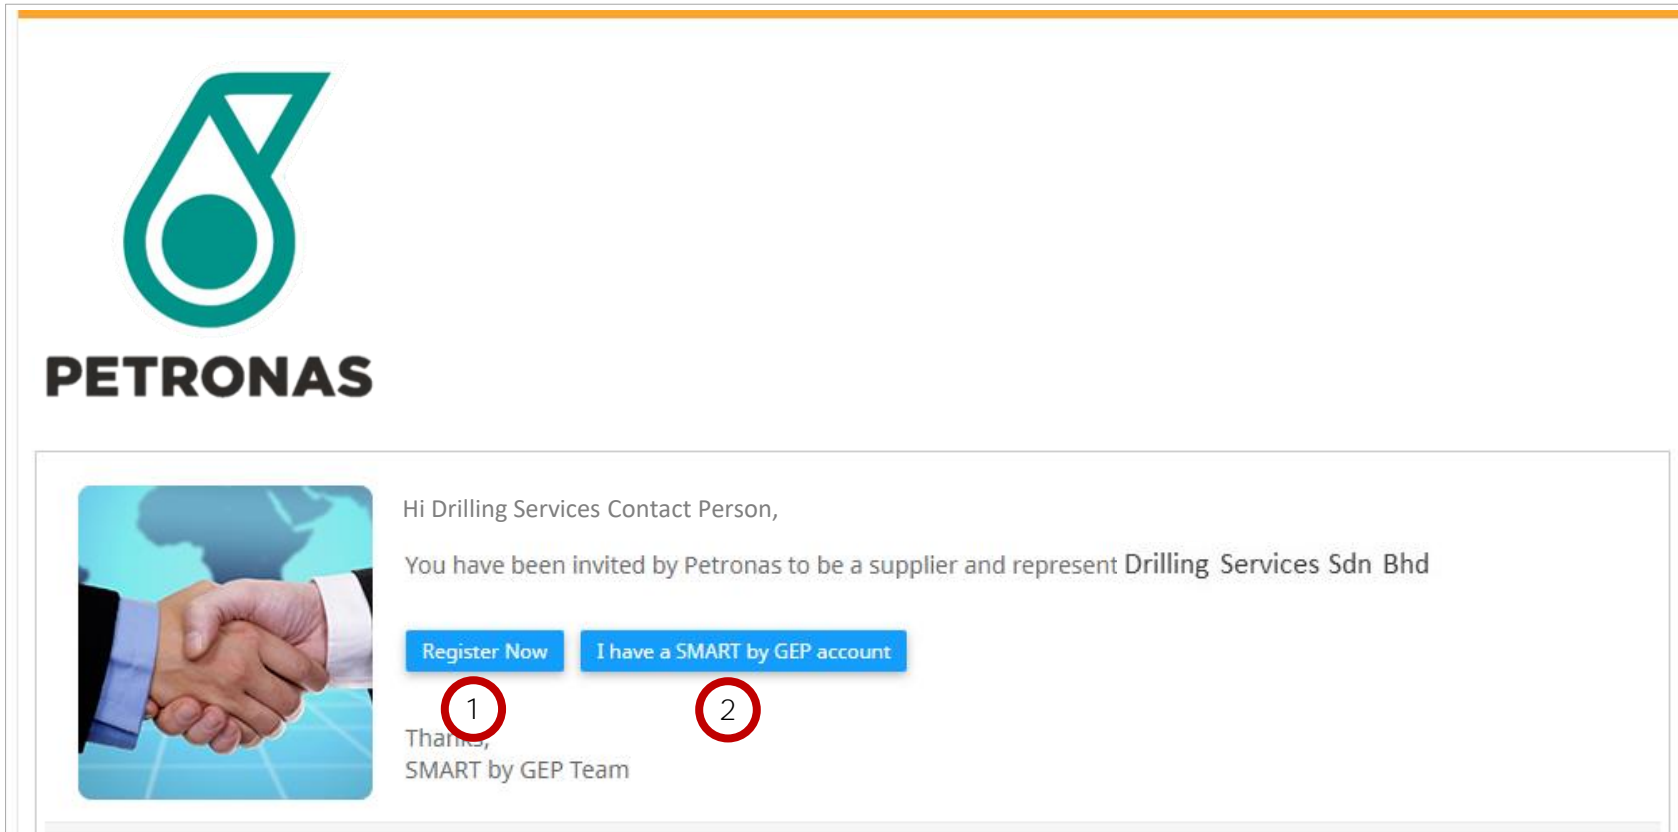 PETRONAS
Hi Drilling Services Contact Person,
You have been invited by Petronas to be a supplier and represent Drilling Services Sdn Bhd
Register Now I have a SMART by GEP account
1 2
Thanks,
SMART by GEP Team